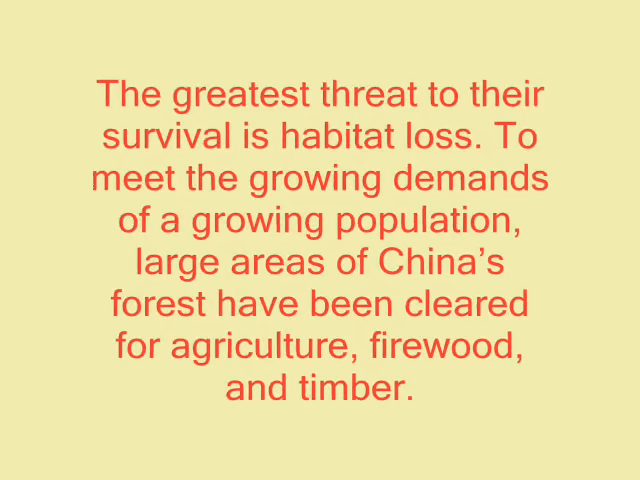 The greatest threat to their
survival is habitat loss. To
meet the growing demands
of a growing population,
large areas of China’s
forest have been cleared
for agriculture, firewood,
and timber.